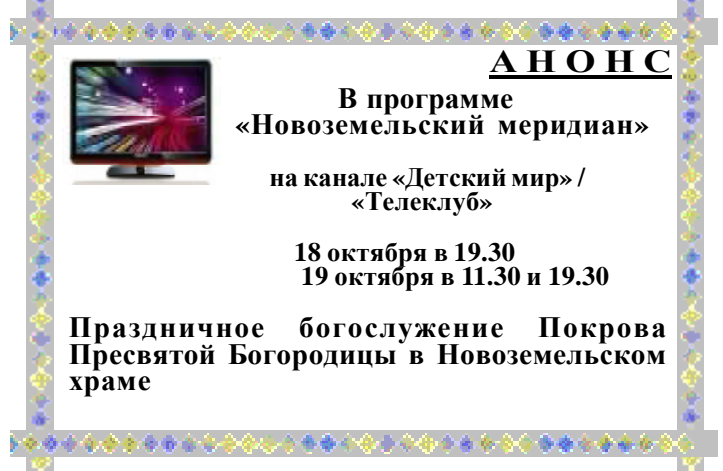 АНОНС
В программе
«Новоземельский меридиан»
на канале «Детский мир» /
«Телеклуб»
18 октября в 19.30
19 октября в 11.30 и 19.30
Праздничное богослужение Покрова
Пресвятой Богородицы в Новоземельском
храме